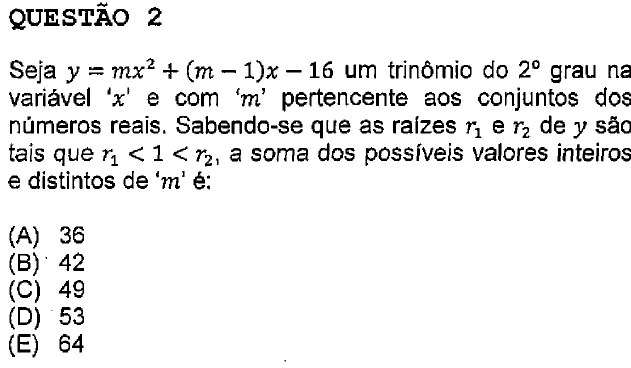 QUESTÃO 2
Seja y = mx² + (m − 1)x − 16 um trinômio do 2º grau na
variável 'x' e com 'm' pertencente aos conjuntos dos
números reais. Sabendo-se que as raízes r₁ e r₂ de y são
tais que r₁ < 1 < r₂, a soma dos possíveis valores inteiros
e distintos de 'm' é:
(A) 36
(B) 42
(C) 49
(D) 53
(E) 64